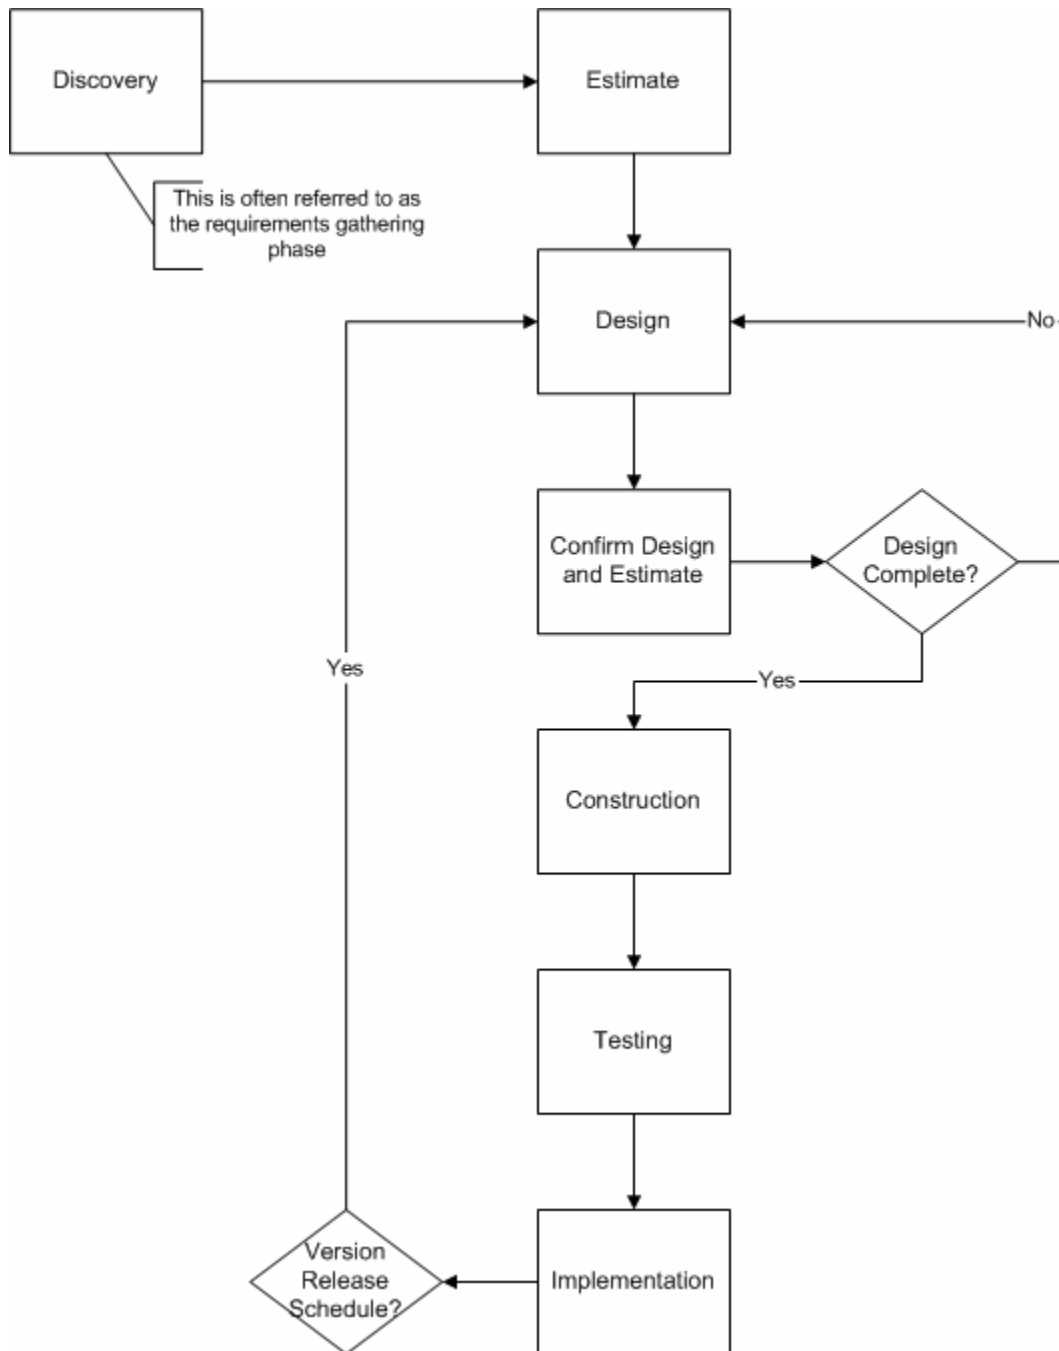 Discovery
Estimate
This is often referred to as
the requirements gathering
phase
Design
No
Confirm Design
and Estimate
Design
Complete?
Yes
Yes
Construction
Testing
Version
Release
Schedule?
Implementation